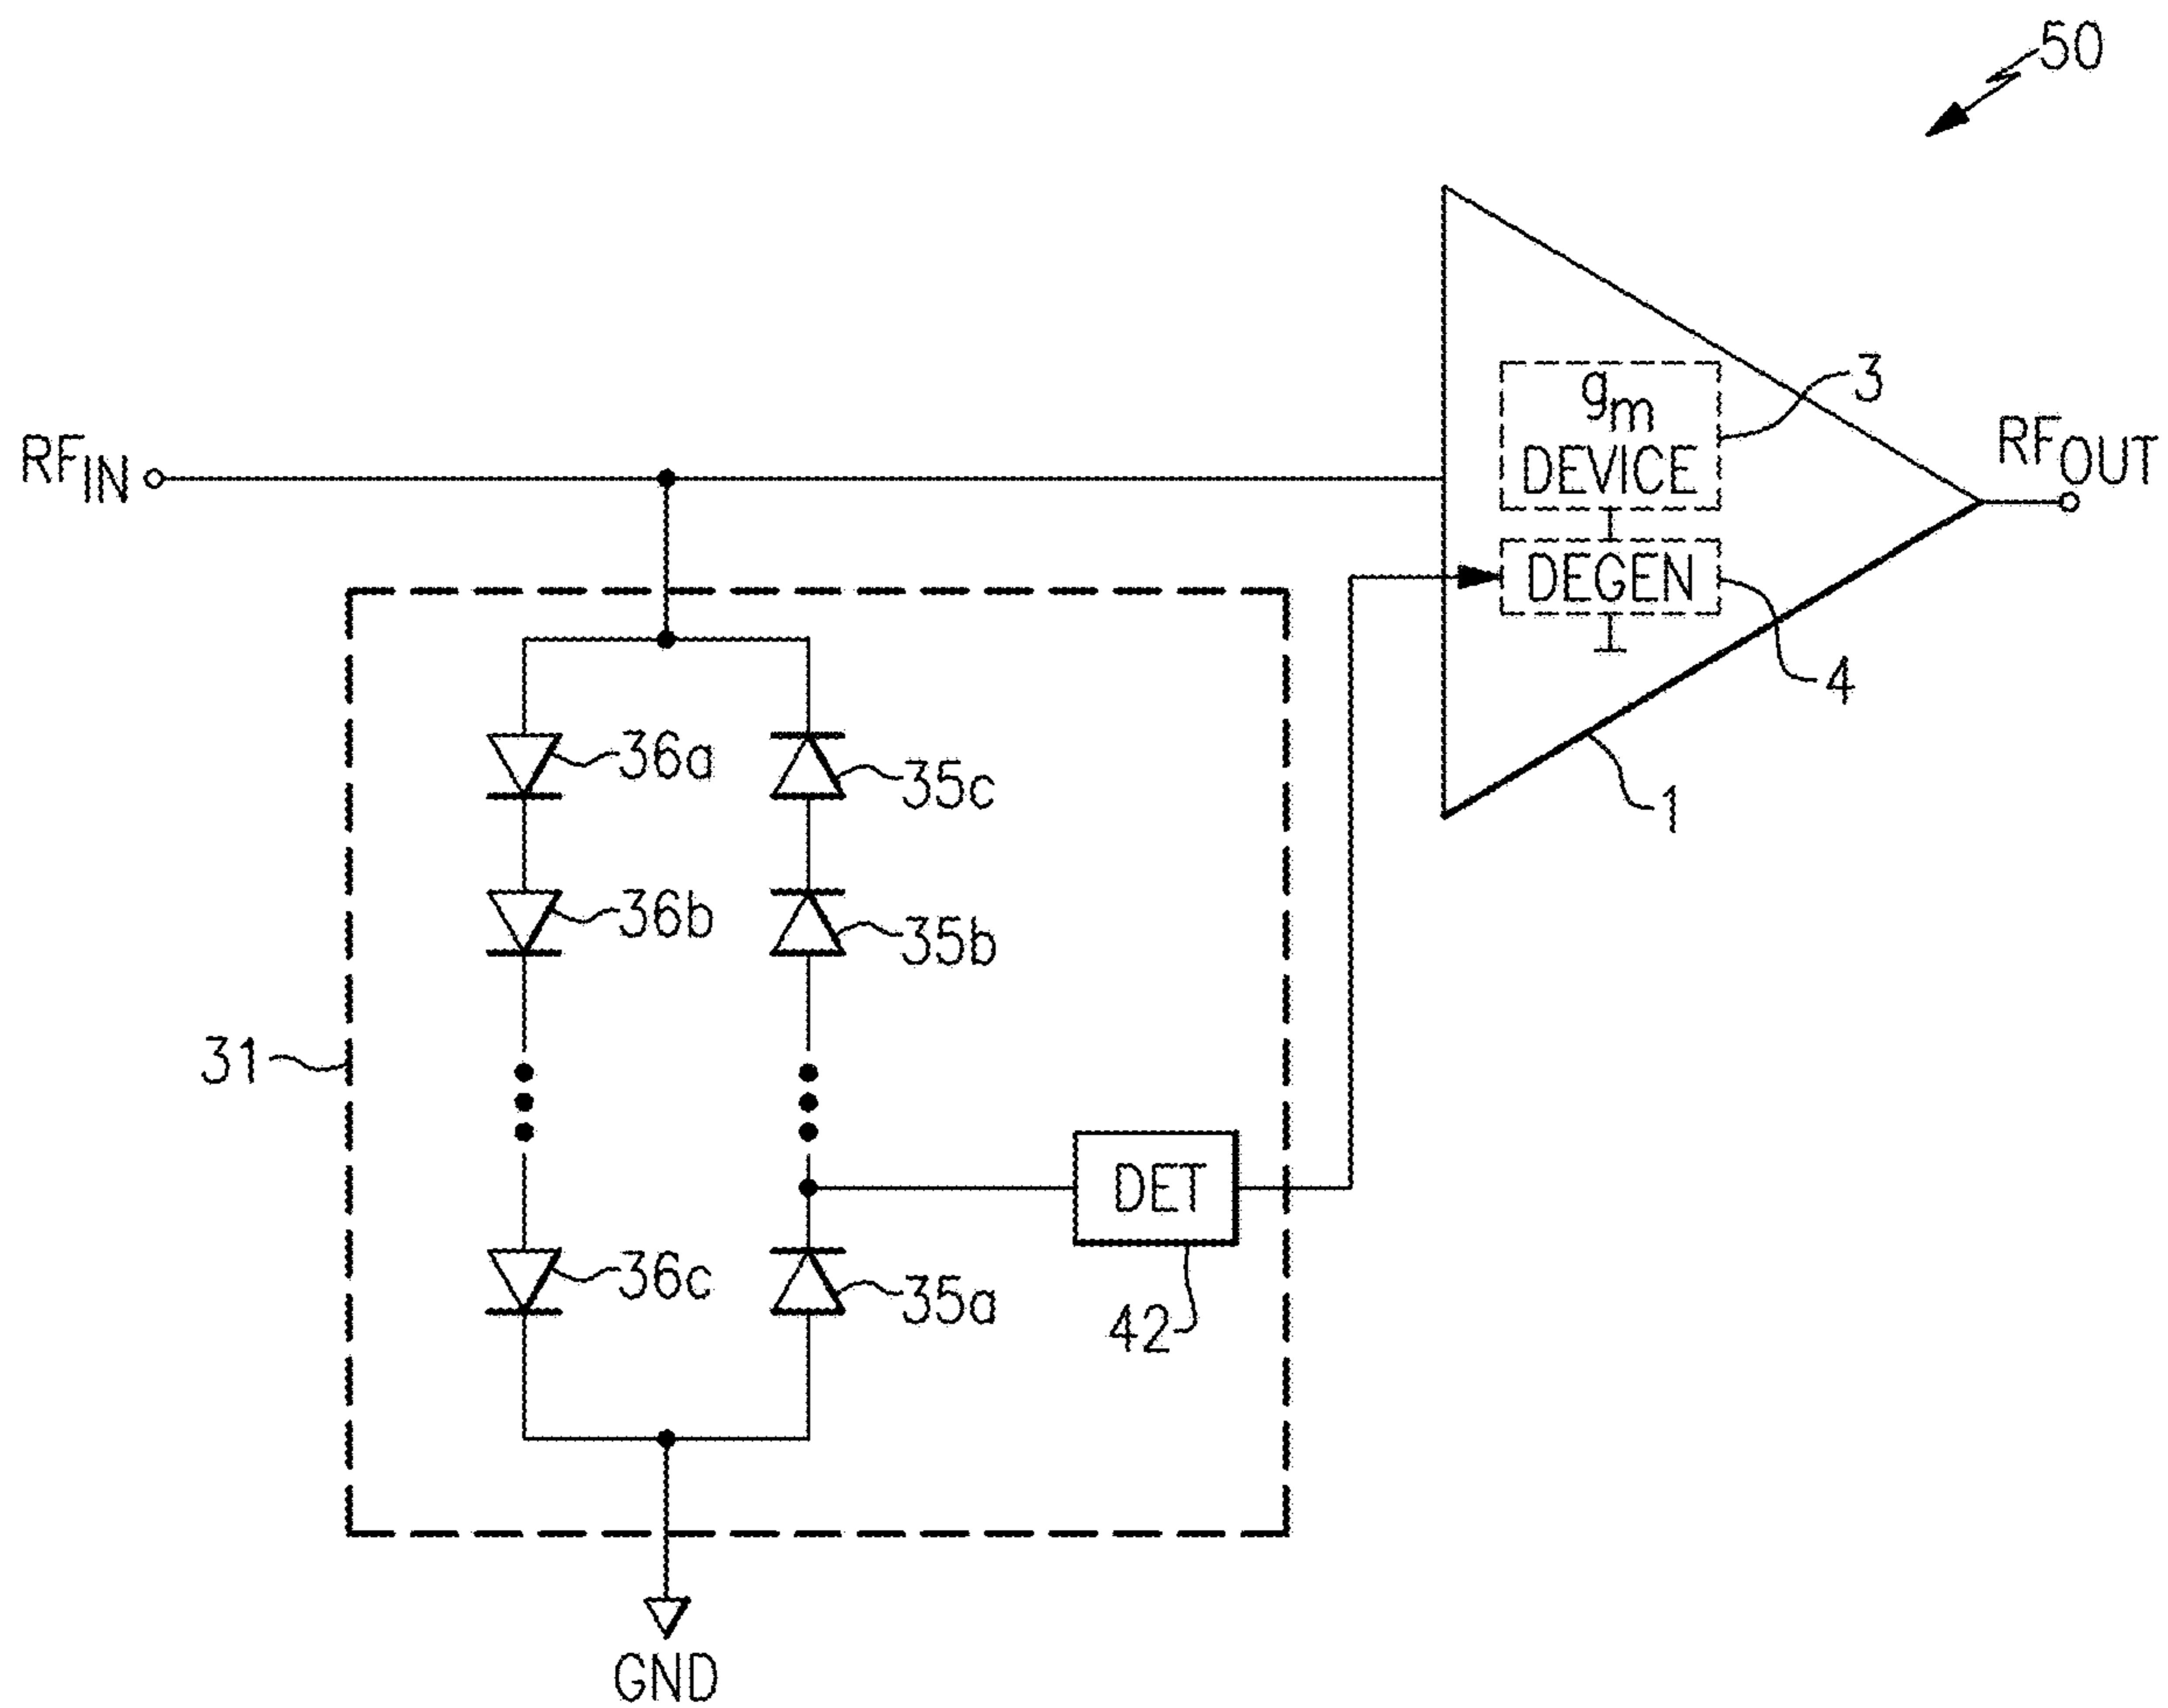 50
gm
DEVICE
3
RFIN
RFOUT
DEGEN
4
36a
35c
1
36b
35b
31
DET
36c
35a
42
GND